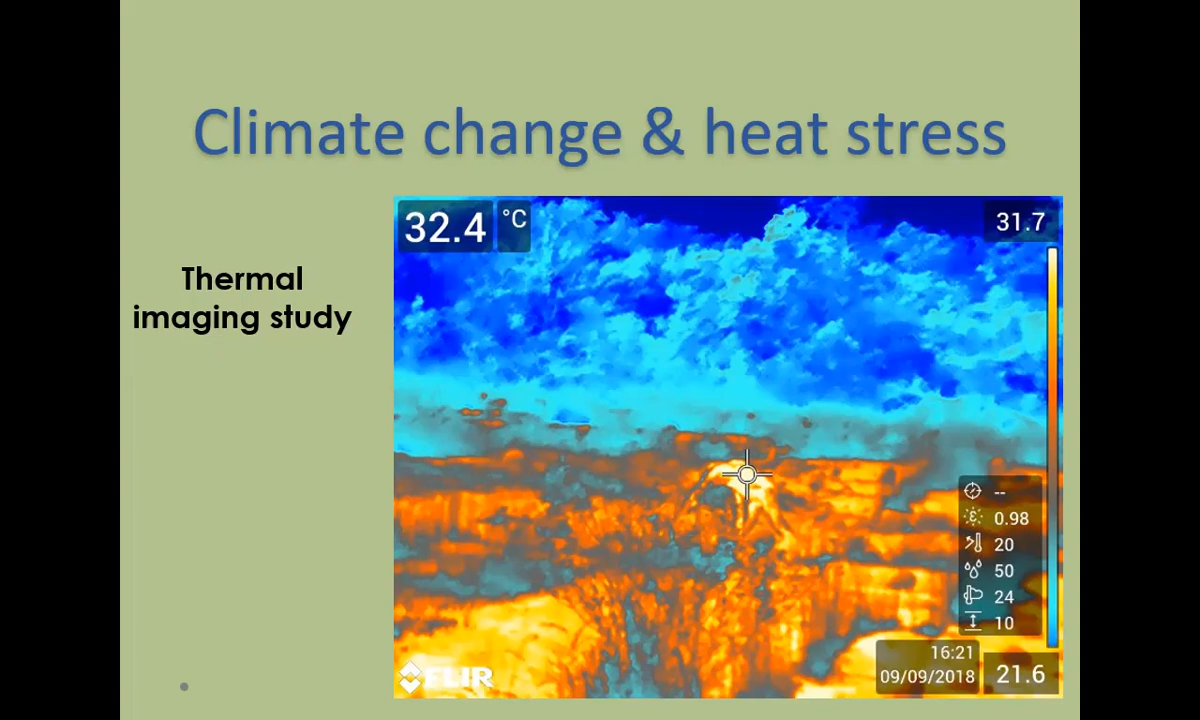 Climate change & heat stress
Thermal
imaging study
32.4 °C
31.7
--
ε 0.98
20
50
24
10
16:21
09/09/2018
21.6
FLIR